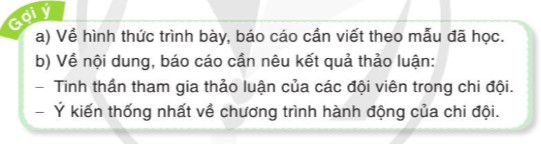 Gợi ý
a) Về hình thức trình bày, báo cáo cần viết theo mẫu đã học.
b) Về nội dung, báo cáo cần nêu kết quả thảo luận:
– Tinh thần tham gia thảo luận của các đội viên trong chi đội.
– Ý kiến thống nhất về chương trình hành động của chi đội.